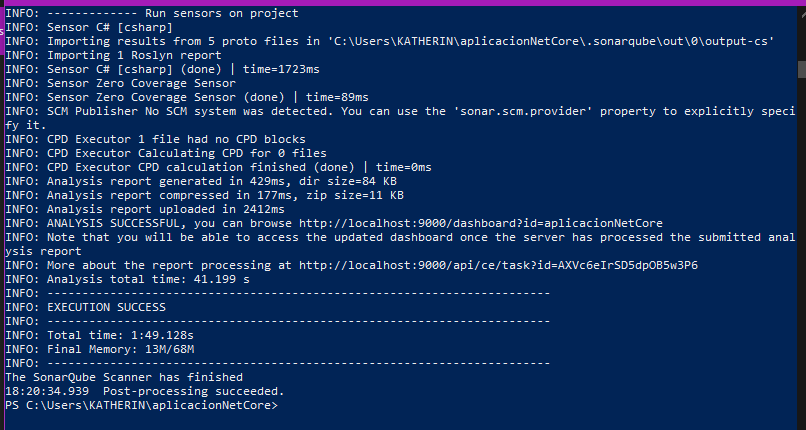 INFO: ------------- Run sensors on project
INFO: Sensor C# [csharp]
INFO: Importing results from 5 proto files in 'C:\Users\KATHERIN\aplicacionNetCore\.sonarqube\out\0\output-cs'
INFO: Importing 1 Roslyn report
INFO: Sensor C# [csharp] (done) | time=1723ms
INFO: Sensor Zero Coverage Sensor
INFO: Sensor Zero Coverage Sensor (done) | time=89ms
INFO: SCM Publisher No SCM system was detected. You can use the 'sonar.scm.provider' property to explicitly speci
fy it.
INFO: CPD Executor 1 file had no CPD blocks
INFO: CPD Executor Calculating CPD for 0 files
INFO: CPD Executor CPD calculation finished (done) | time=0ms
INFO: Analysis report generated in 429ms, dir size=84 KB
INFO: Analysis report compressed in 177ms, zip size=11 KB
INFO: Analysis report uploaded in 2412ms
INFO: ANALYSIS SUCCESSFUL, you can browse http://localhost:9000/dashboard?id=aplicacionNetCore
INFO: Note that you will be able to access the updated dashboard once the server has processed the submitted anal
ysis report
INFO: More about the report processing at http://localhost:9000/api/ce/task?id=AXVc6eIrSD5dpOB5w3P6
INFO: Analysis total time: 41.199 s
INFO: ------------------------------------------------------------------------
INFO: EXECUTION SUCCESS
INFO: ------------------------------------------------------------------------
INFO: Total time: 1:49.128s
INFO: Final Memory: 13M/68M
INFO: ------------------------------------------------------------------------
The SonarQube Scanner has finished
18:20:34.939  Post-processing succeeded.
PS C:\Users\KATHERIN\aplicacionNetCore>